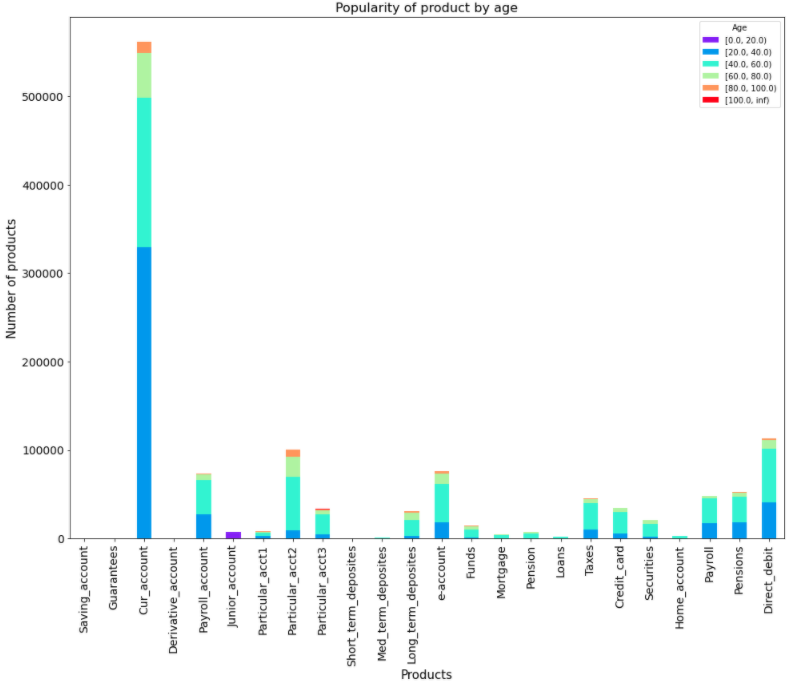 Popularity of product by age
Age
[0.0, 20.0)
[20.0, 40.0)
[40.0, 60.0)
[60.0, 80.0)
[80.0, 100.0)
[100.0, inf)
Number of products
500000
400000
300000
200000
100000
0
Saving_account
Guarantees
Cur_account
Derivative_account
Payroll_account
Junior_account
Particular_acct1
Particular_acct2
Particular_acct3
Short_term_deposites
Med_term_deposites
Long_term_deposites
e-account
Funds
Mortgage
Pension
Loans
Taxes
Credit_card
Securities
Home_account
Payroll
Pensions
Direct_debit
Products